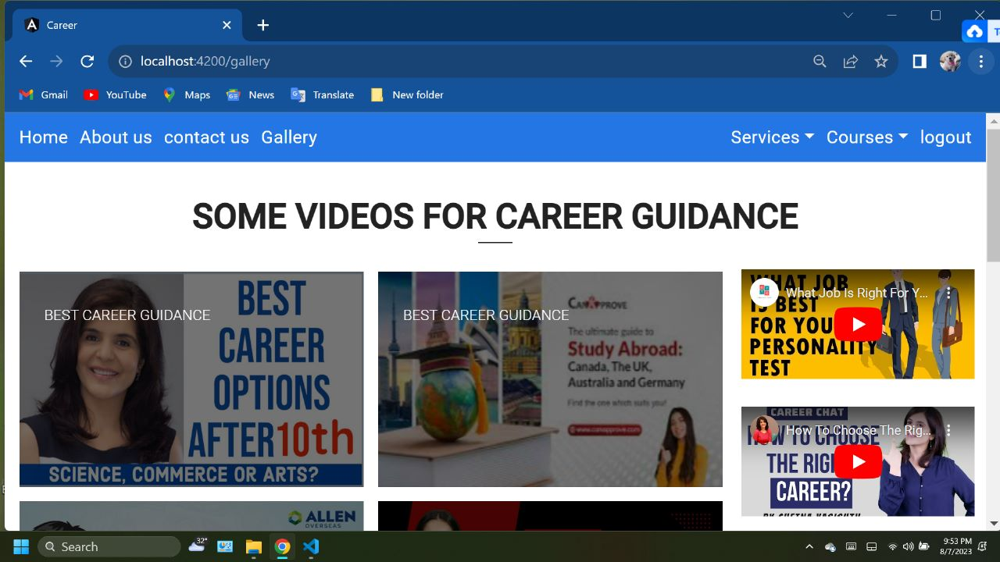 Career
To
localhost:4200/gallery
Gmail
YouTube
Maps
News
Translate
New folder
Home
About us
contact us
Gallery
Services
Courses
logout
SOME VIDEOS FOR CAREER GUIDANCE
BEST CAREER GUIDANCE
BEST
CAREER
OPTIONS
AFTER 10th
SCIENCE, COMMERCE OR ARTS?
BEST CAREER GUIDANCE
CANAPPROVE
The ultimate guide to
Study Abroad:
Canada, The UK,
Australia and Germany
Find the one which suits you!
www.canapprove.com
WHAT JOB
What Job Is Right For Y...
IS BEST
FOR YOU
PERSONALITY
TEST
CAREER CHAT
How To Choose The Rig...
HOW TO CHOOSE
THE RIG
CAREER?
ALLEN
OVERSEAS
Search
32°
9:53 PM
8/7/2023